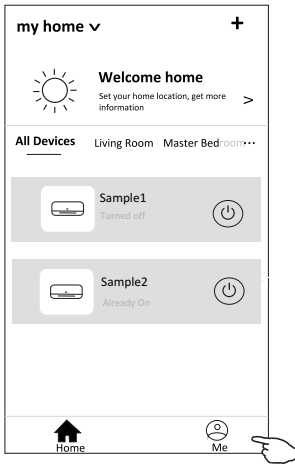 my home
Welcome home
Set your home location, get more
information
All Devices Living Room Master Bedroom...
Sample1
Turned off
Sample2
Already On
Home Me